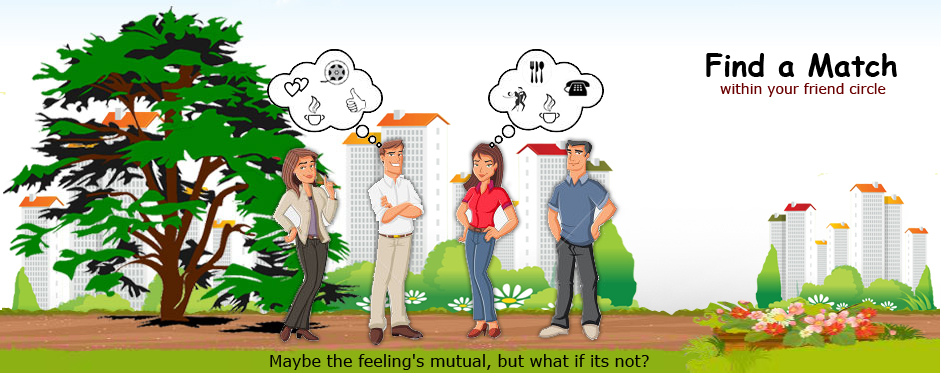 Find a Match
within your friend circle
Maybe the feeling's mutual, but what if its not?